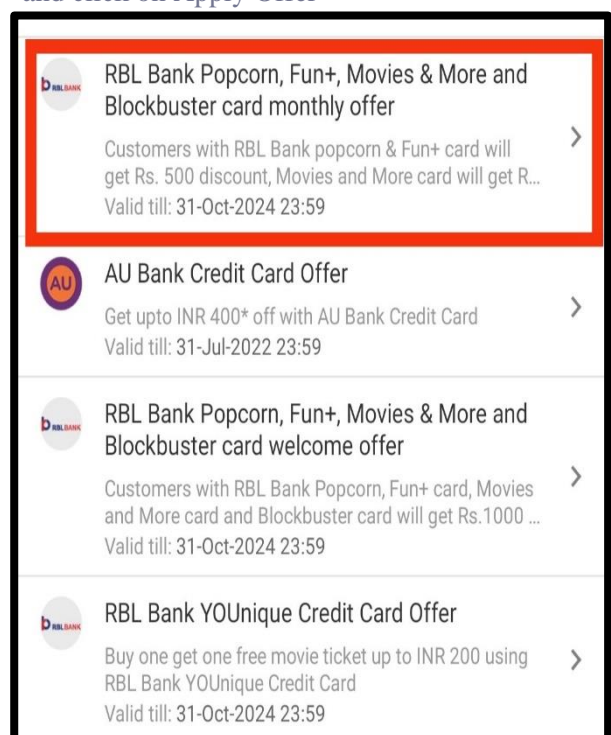 and click on Apply Offer
RBL BANK
RBL Bank Popcorn, Fun+, Movies & More and
Blockbuster card monthly offer
Customers with RBL Bank popcorn & Fun+ card will
get Rs. 500 discount, Movies and More card will get R...
Valid till: 31-Oct-2024 23:59
AU
AU Bank Credit Card Offer
Get upto INR 400* off with AU Bank Credit Card
Valid till: 31-Jul-2022 23:59
RBL BANK
RBL Bank Popcorn, Fun+, Movies & More and
Blockbuster card welcome offer
Customers with RBL Bank Popcorn, Fun+ card, Movies
and More card and Blockbuster card will get Rs.1000 ...
Valid till: 31-Oct-2024 23:59
RBL BANK
RBL Bank YOUnique Credit Card Offer
Buy one get one free movie ticket up to INR 200 using
RBL Bank YOUnique Credit Card
Valid till: 31-Oct-2024 23:59